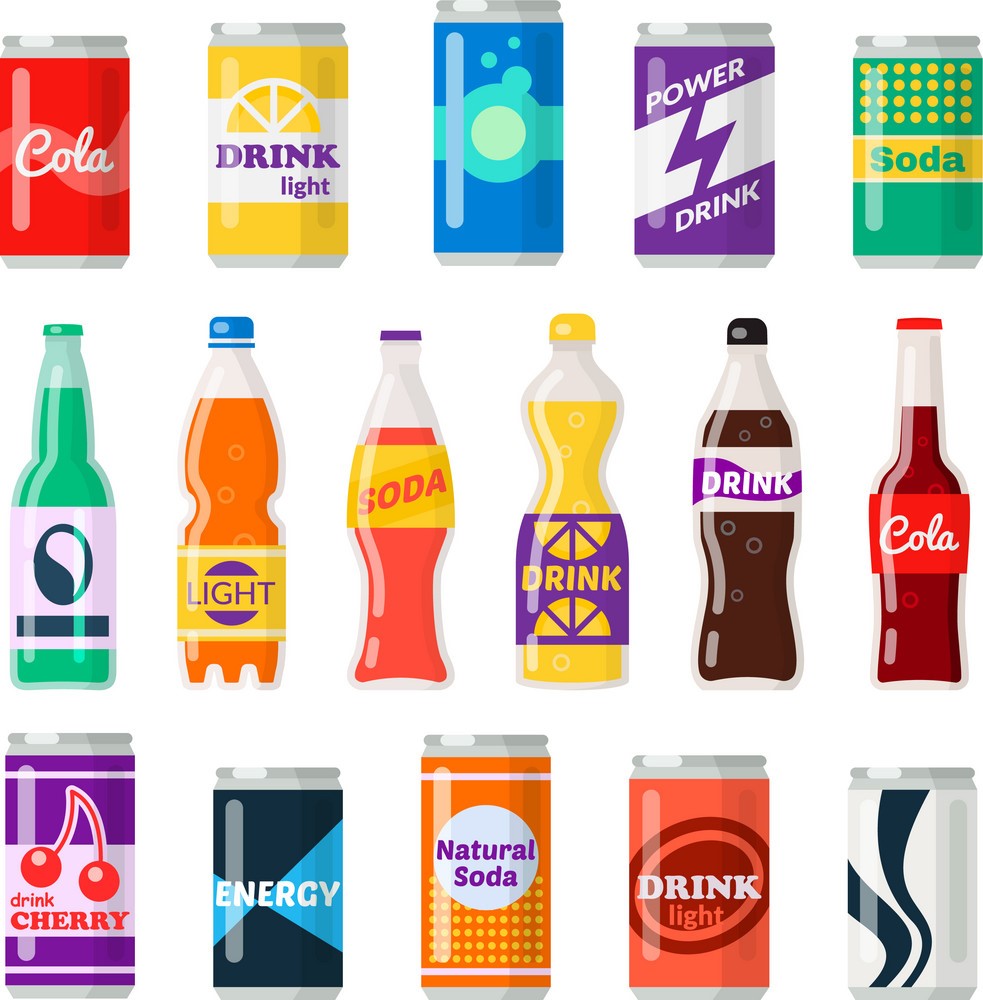 Cola
DRINK
light
POWER
DRINK
Soda
LIGHT
SODA
DRINK
DRINK
Cola
drink
CHERRY
ENERGY
Natural
Soda
DRINK
light